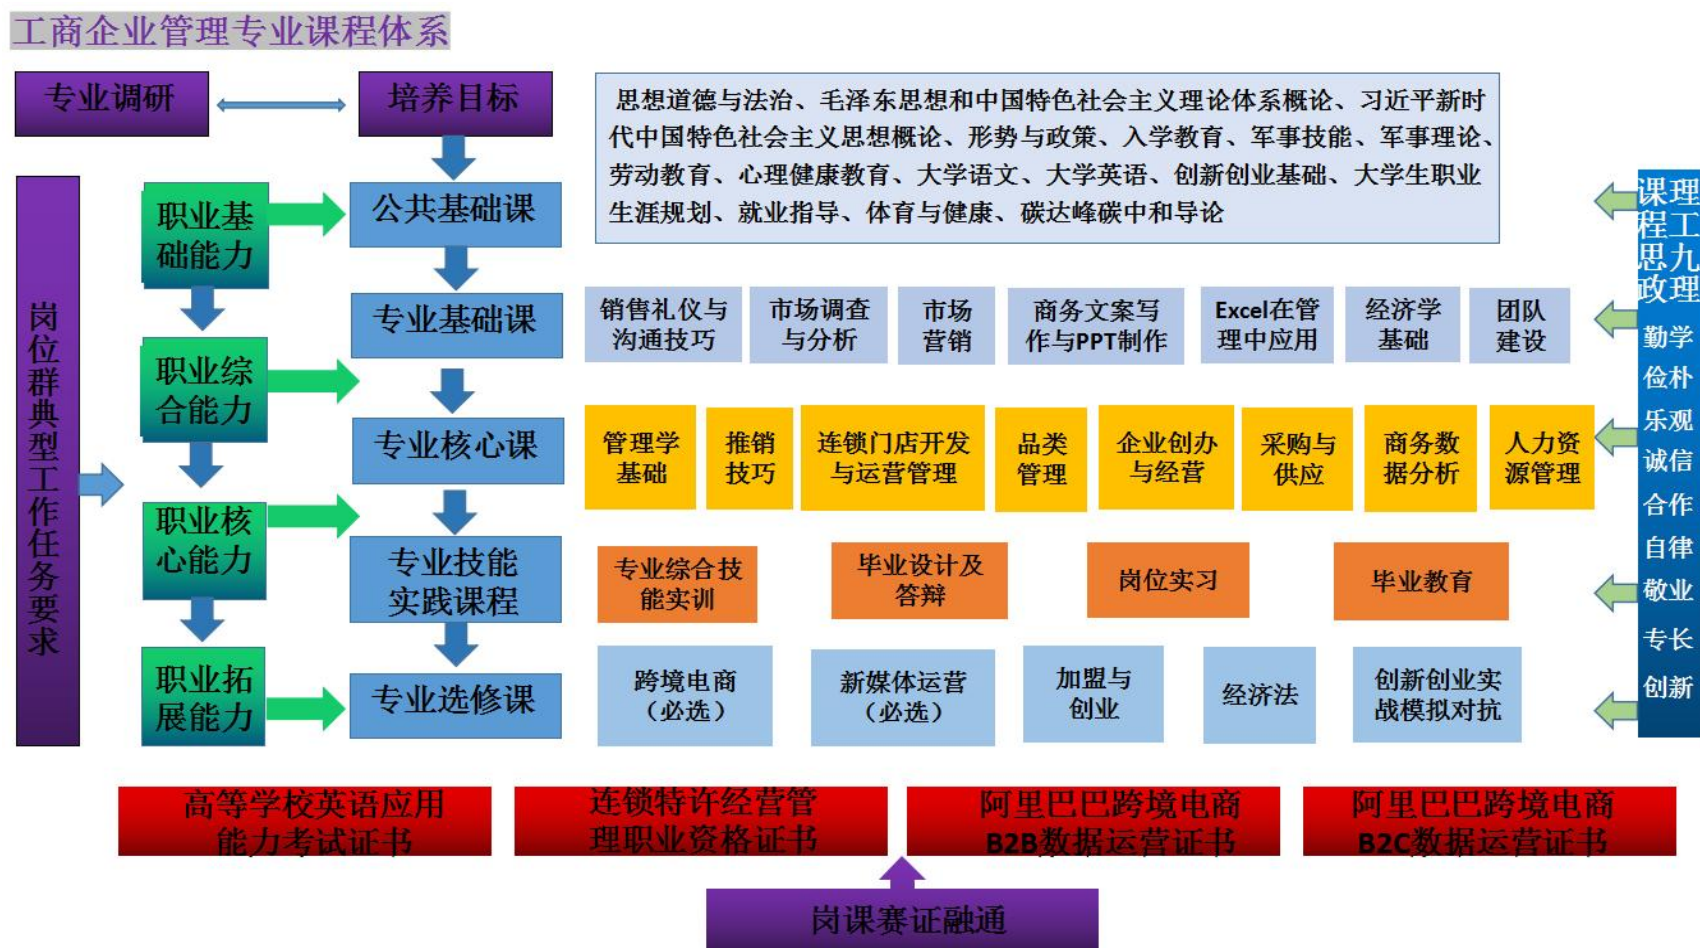 工商企业管理专业课程体系
专业调研
培养目标
思想道德与法治、毛泽东思想和中国特色社会主义理论体系概论、习近平新时
代中国特色社会主义思想概论、形势与政策、入学教育、军事技能、军事理论、
劳动教育、心理健康教育、大学语文、大学英语、创新创业基础、大学生职业
生涯规划、就业指导、体育与健康、碳达峰碳中和导论
岗位群典型工作任务要求
职业基
础能力
公共基础课
职业综
合能力
专业基础课
销售礼仪与
沟通技巧
市场调查
与分析
市场
营销
商务文案写
作与PPT制作
Excel在管
理中应用
经济学
基础
团队
建设
职业核
心能力
专业核心课
管理学
基础
推销
技巧
连锁门店开发
与运营管理
品类
管理
企业创办
与经营
采购与
供应
商务数
据分析
人力资
源管理
专业技能
实践课程
专业综合技
能实训
毕业设计及
答辩
岗位实习
毕业教育
职业拓
展能力
专业选修课
跨境电商
（必选）
新媒体运营
（必选）
加盟与
创业
经济法
创新创业实
战模拟对抗
课程思政
理工九理
勤学
俭朴
乐观
诚信
合作
自律
敬业
专长
创新
高等学校英语应用
能力考试证书
连锁特许经营管
理职业资格证书
阿里巴巴跨境电商
B2B数据运营证书
阿里巴巴跨境电商
B2C数据运营证书
岗课赛证融通